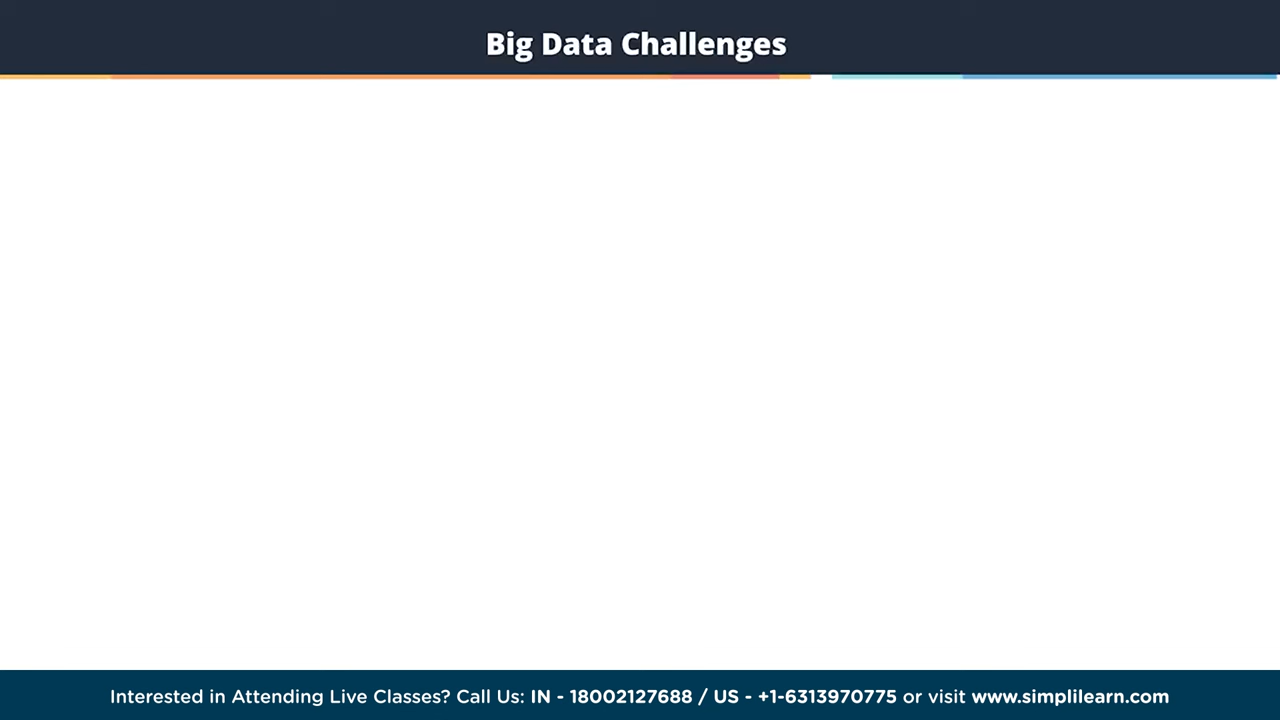 Big Data Challenges
Interested in Attending Live Classes? Call Us: IN - 18002127688 / US - +1-6313970775 or visit www.simplilearn.com